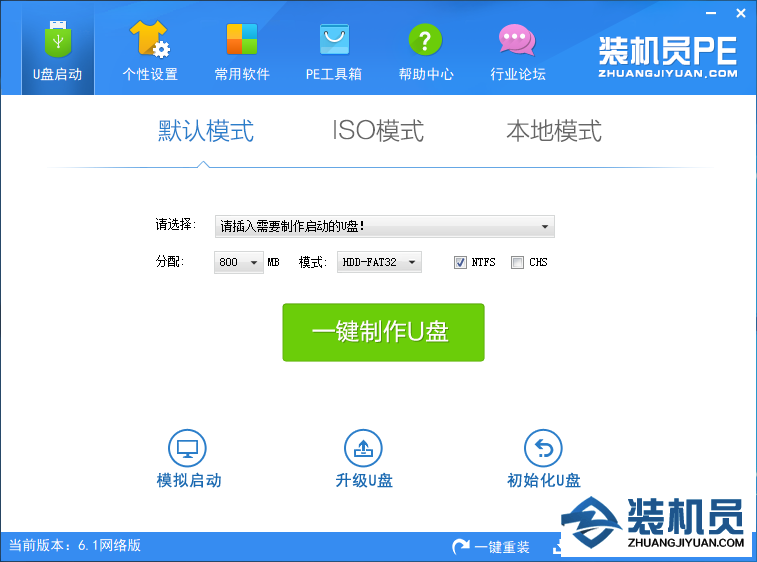 U盘启动
个性设置
常用软件
PE工具箱
帮助中心
行业论坛
装机员PE
ZHUANGJIYUAN.COM
默认模式
ISO模式
本地模式
请选择:
请插入需要制作启动的U盘!
分配:
800
MB
模式:
HDD-FAT32
NTFS
CHS
一键制作U盘
模拟启动
升级U盘
初始化U盘
当前版本: 6.1网络版
一键重装
装机员
ZHUANGJIYUAN.COM